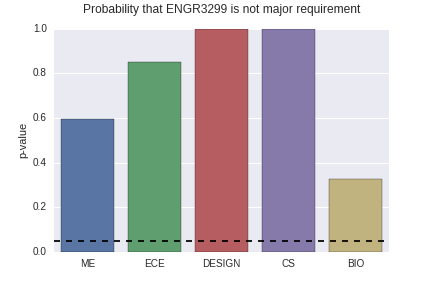 Probability that ENGR3299 is not major requirement
1.0
0.8
0.6
0.4
0.2
0.0
p-value
ME ECE DESIGN CS BIO